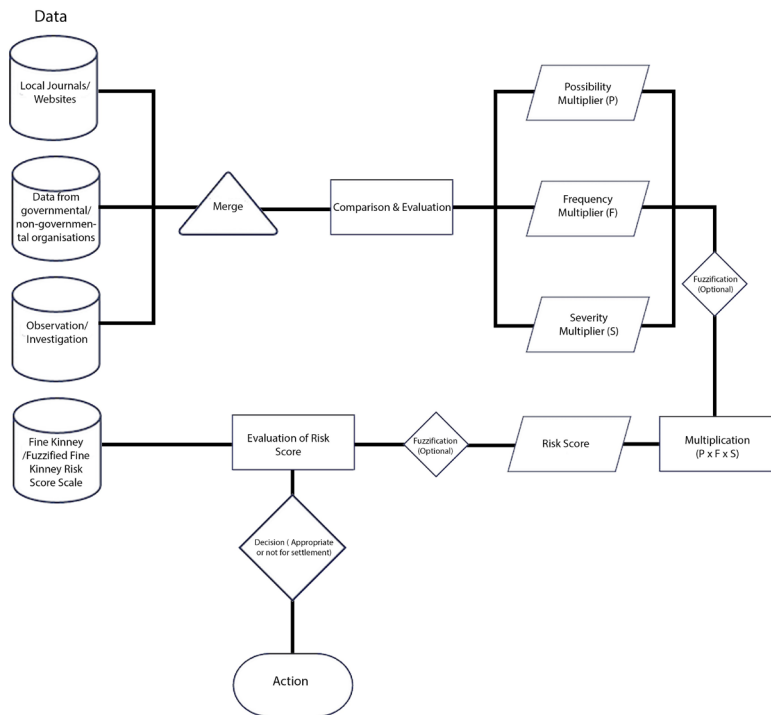 Data
Local Journals/
Websites
Data from
governmental/
non-governmen-
tal organisations
Observation/
Investigation
Merge
Comparison & Evaluation
Possibility
Multiplier (P)
Frequency
Multiplier (F)
Severity
Multiplier (S)
Fuzzification
(Optional)
Fine Kinney
/Fuzzified Fine
Kinney Risk
Score Scale
Evaluation of Risk
Score
Fuzzification
(Optional)
Risk Score
Multiplication
(P x F x S)
Decision ( Appropriate
or not for settlement)
Action